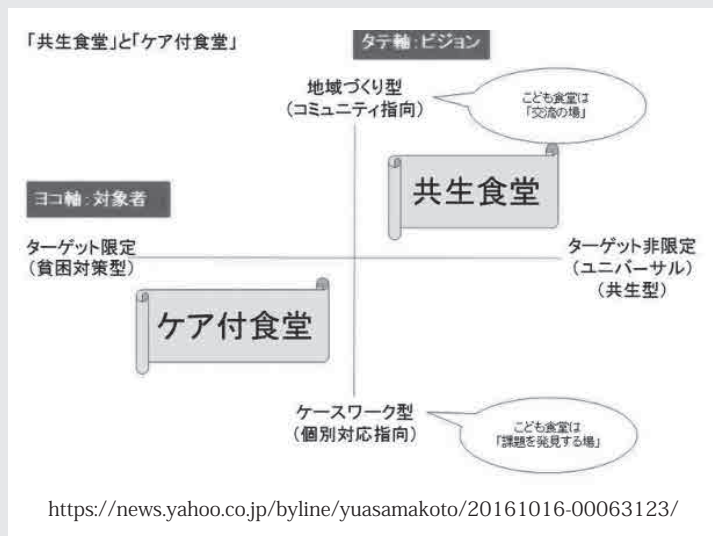 「共生食堂」と「ケア付食堂」
タテ軸:ビジョン
地域づくり型
(コミュニティ指向)
こども食堂は
「交流の場」
共生食堂
ヨコ軸:対象者
ターゲット限定
(貧困対策型)
ターゲット非限定
(ユニバーサル)
(共生型)
ケア付食堂
ケースワーク型
(個別対応指向)
こども食堂は
「課題を発見する場」
https://news.yahoo.co.jp/byline/yuasamakoto/20161016-00063123/